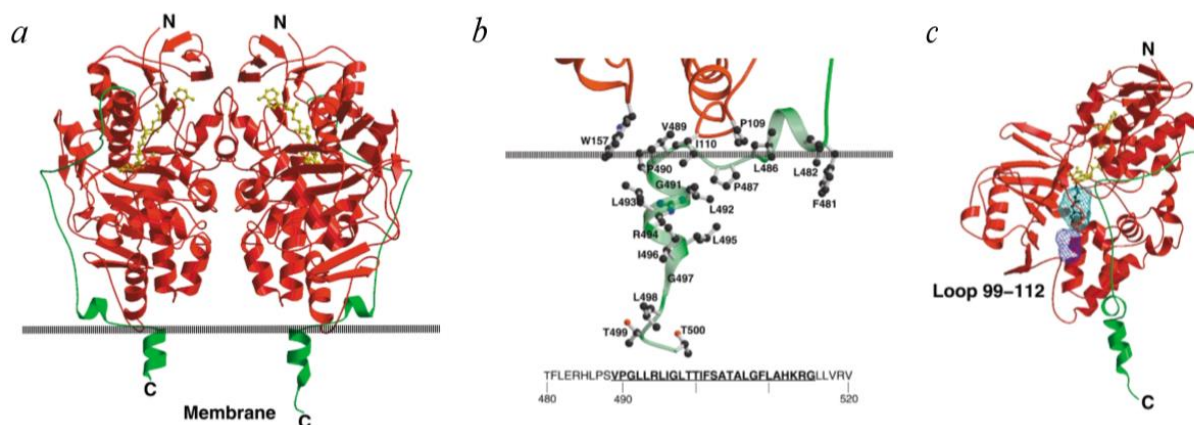 a
N
N
C
C
Membrane
b
V489
P109
W157
I110
P490
L486
L482
G491
P487
F481
L493
L492
R494
L495
I496
G497
L498
T499
T500
TFLERHLPSVPGLLRLIGLTTIFSATALGFLAHKRGLLVRV
480
490
520
c
N
Loop 99–112
C